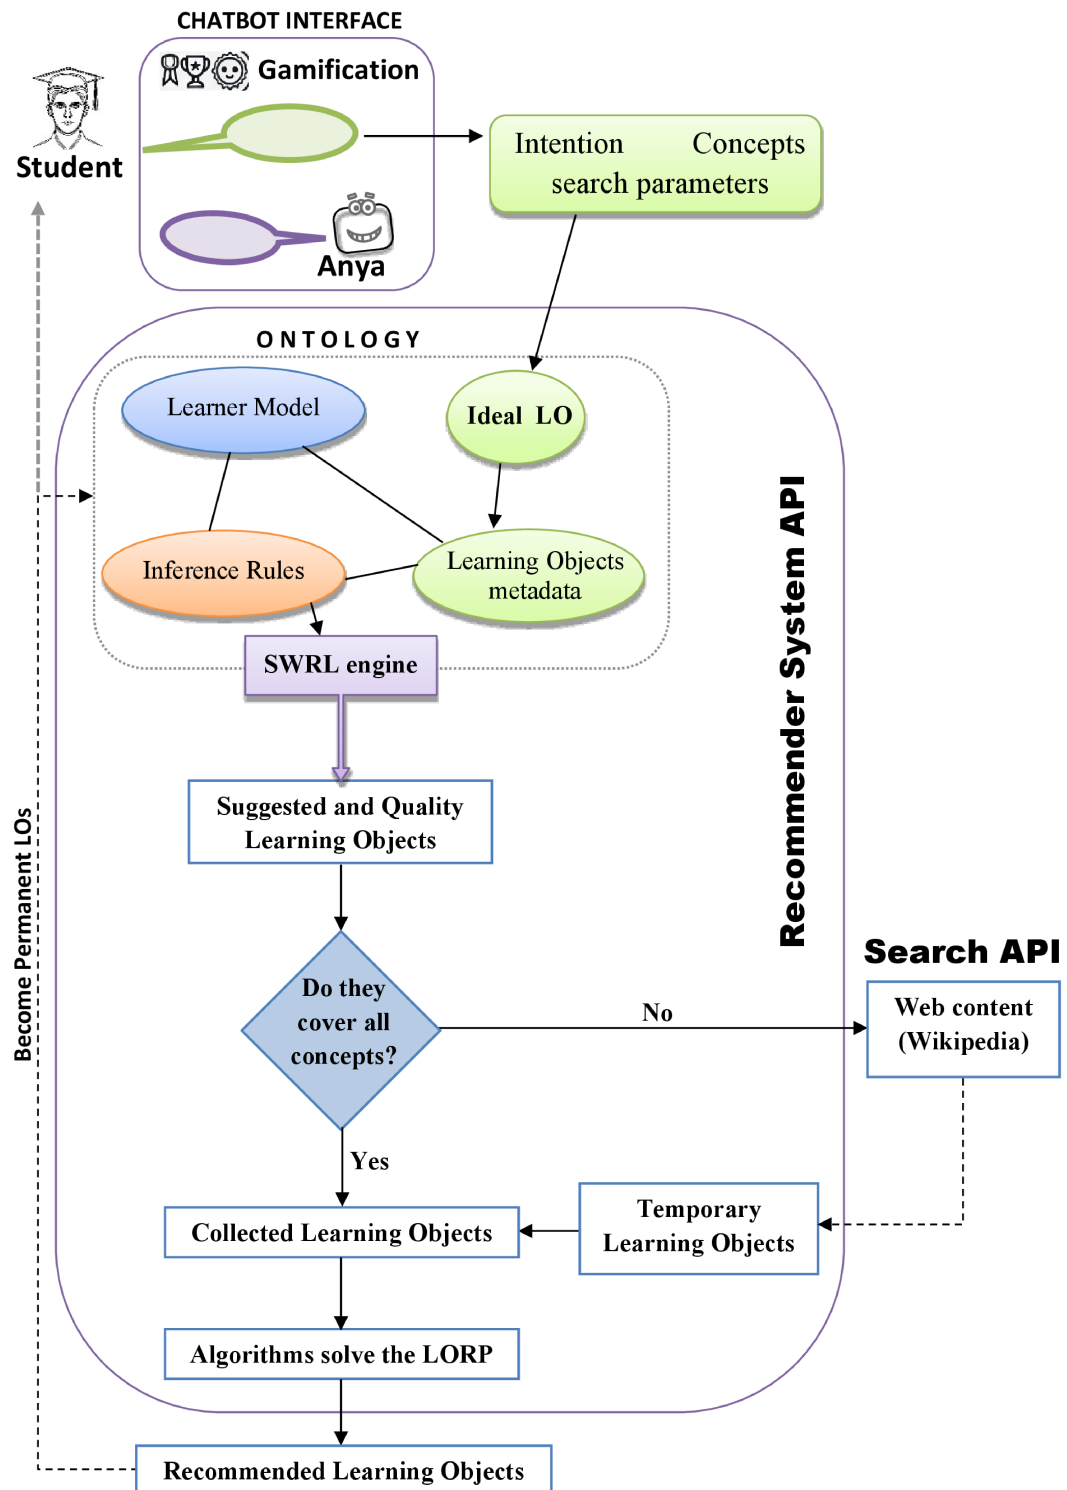 CHATBOT INTERFACE
Gamification
Student
Intention Concepts
search parameters
Anya
ONTOLOGY
Learner Model
Ideal LO
Inference Rules
Learning Objects
metadata
SWRL engine
Recommender System API
Suggested and Quality
Learning Objects
Become Permanent LOs
Do they
cover all
concepts?
No
Search API
Web content
(Wikipedia)
Yes
Temporary
Learning Objects
Collected Learning Objects
Algorithms solve the LORP
Recommended Learning Objects